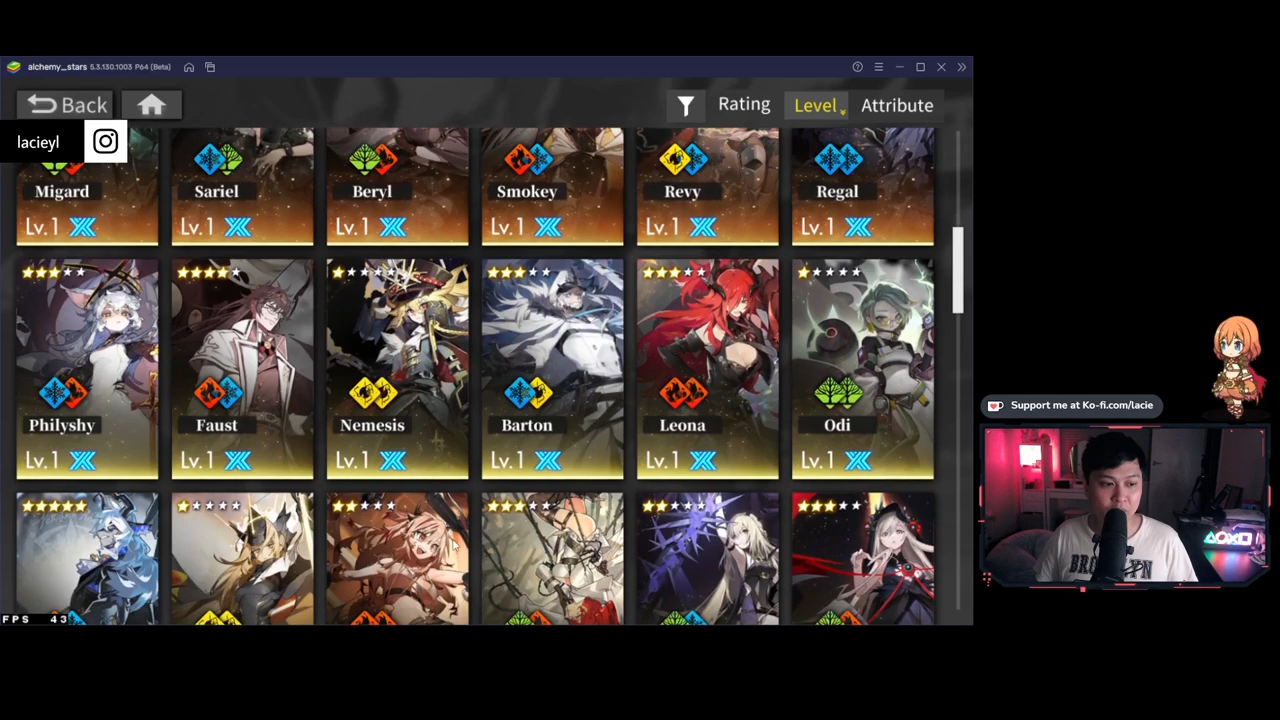 alchemy_stars 5.3.130.1003 P64 (Beta)
Back
Rating
Level
Attribute
lacieyl
Migard
Sariel
Beryl
Smokey
Revy
Regal
Lv.1
Lv.1
Lv.1
Lv.1
Lv.1
Lv.1
Philyshy
Faust
Nemesis
Barton
Leona
Odi
Lv.1
Lv.1
Lv.1
Lv.1
Lv.1
Lv.1
FPS 43
Support me at Ko-fi.com/lacie